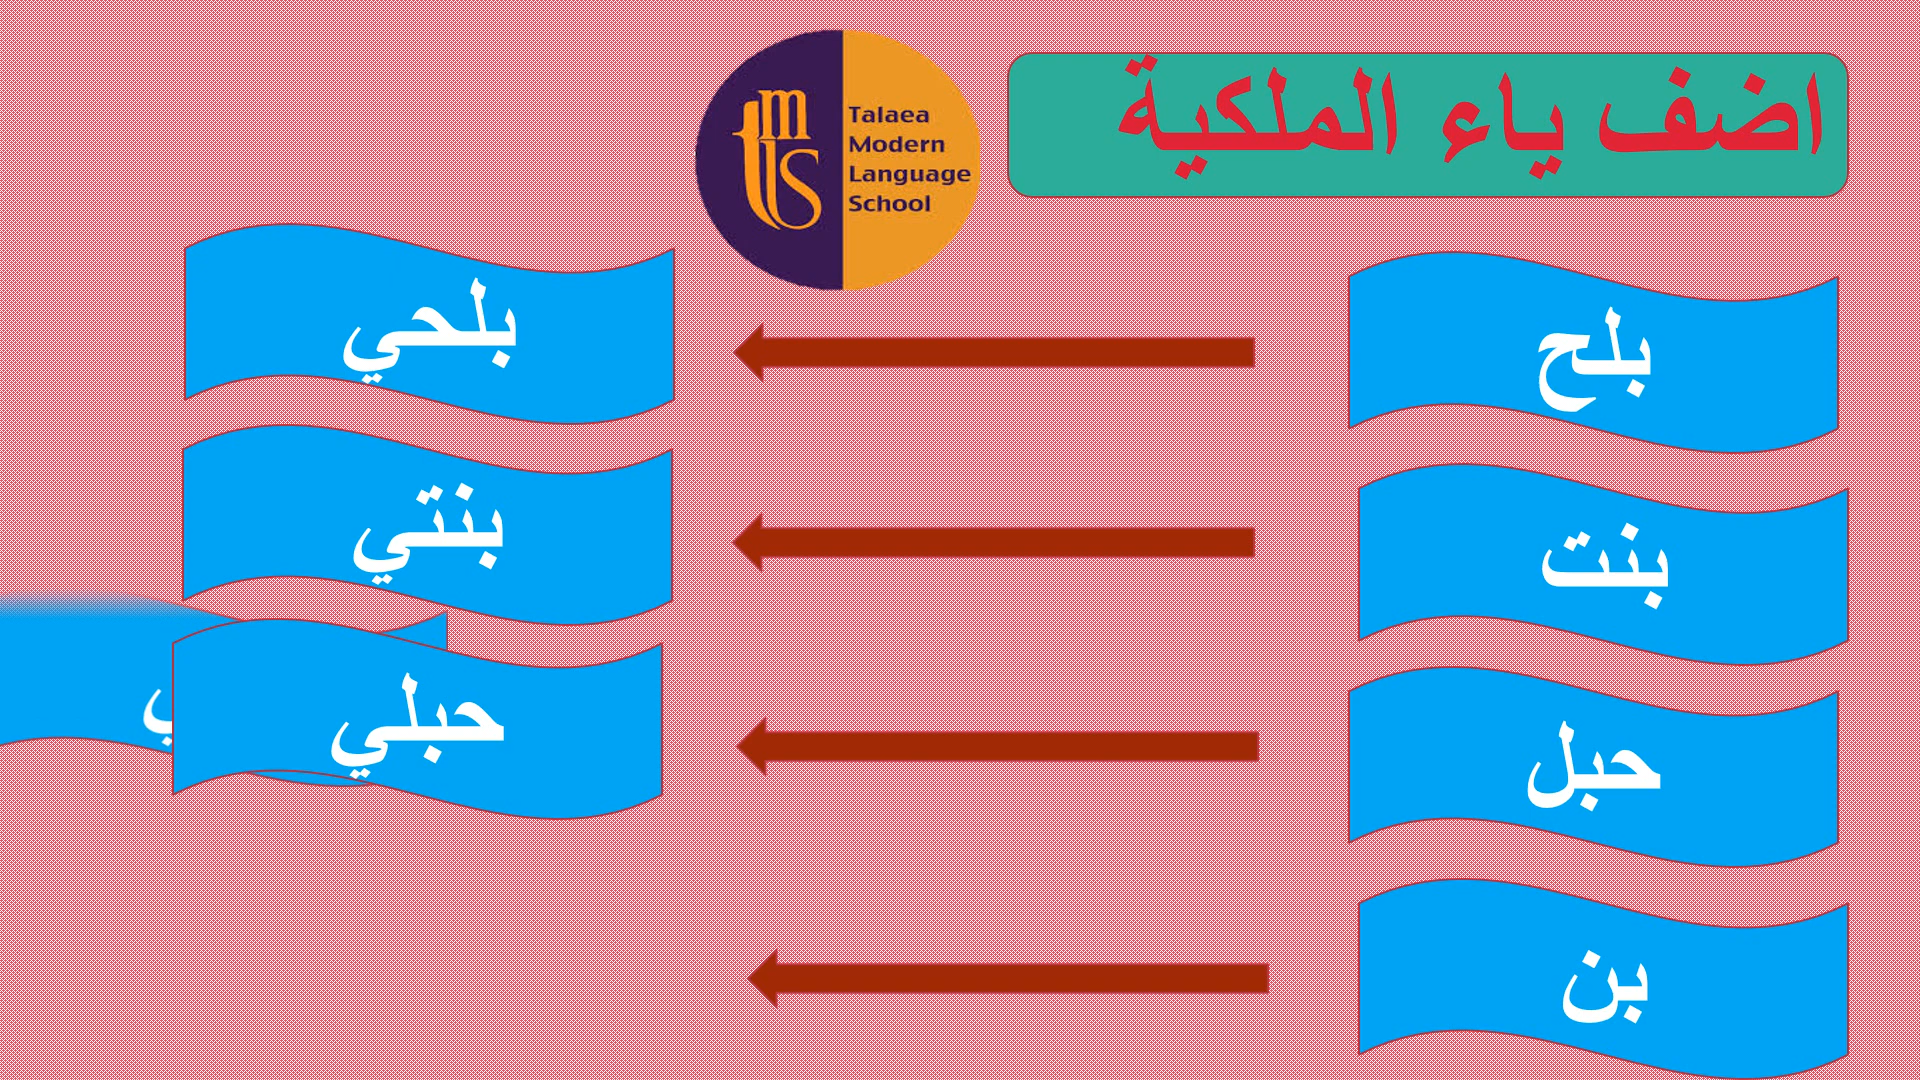 اضف ياء الملكية
Talaea
Modern
Language
School
بلح
بلحي
بنت
بنتي
حبل
حبلي
بن